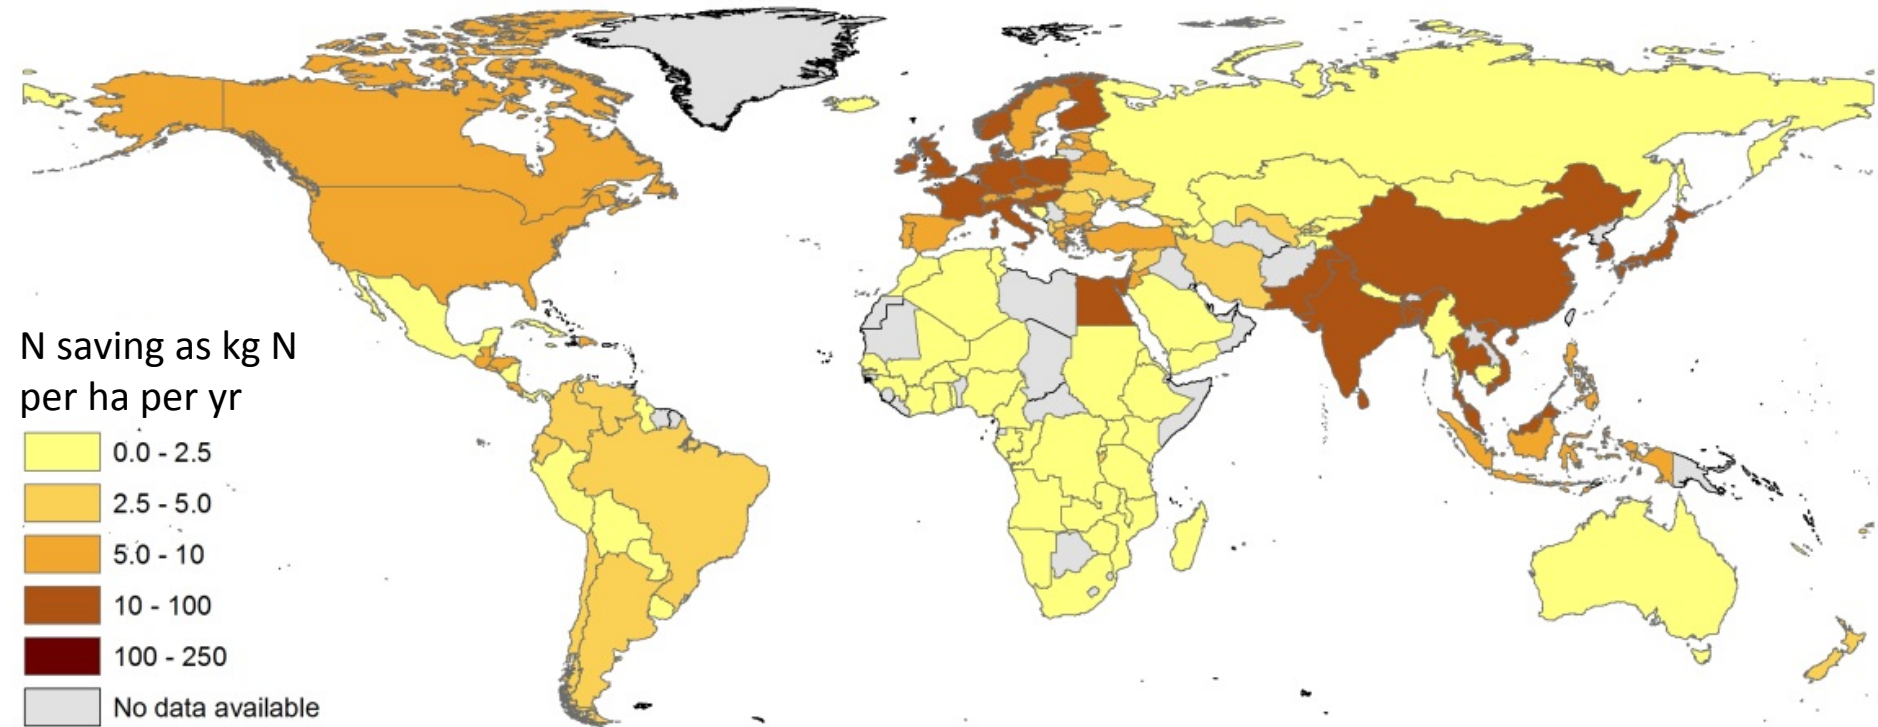 N saving as kg N
per ha per yr
0.0 - 2.5
2.5 - 5.0
5.0 - 10
10 - 100
100 - 250
No data available